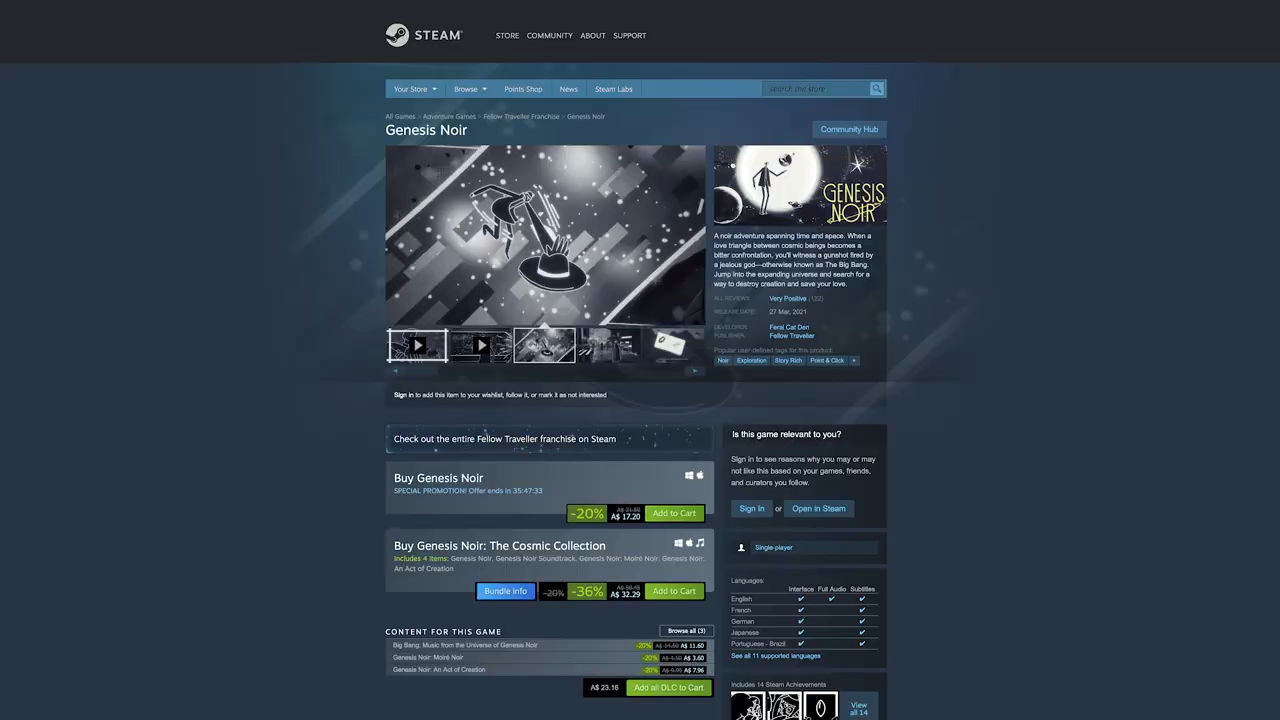 STEAM
STORE COMMUNITY ABOUT SUPPORT
Your Store Browse Points Shop News Steam Labs search the store
All Games > Adventure Games > Fellow Traveller Franchise > Genesis Noir
Genesis Noir
Community Hub
GENESIS NOIR
A noir adventure spanning time and space. When a
love triangle between cosmic beings becomes a
bitter confrontation, you'll witness a gunshot fired by
a jealous god—otherwise known as The Big Bang.
Jump into the expanding universe and search for a
way to destroy creation and save your love.
ALL REVIEWS: Very Positive (122)
RELEASE DATE: 27 Mar, 2021
DEVELOPER: Feral Cat Den
PUBLISHER: Fellow Traveller
Popular user-defined tags for this product:
Noir Exploration Story Rich Point & Click +
Sign in to add this item to your wishlist, follow it, or mark it as not interested
Check out the entire Fellow Traveller franchise on Steam
Buy Genesis Noir
SPECIAL PROMOTION! Offer ends in 35:47:33
-20% A$ 21.50 A$ 17.20 Add to Cart
Buy Genesis Noir: The Cosmic Collection
Includes 4 items: Genesis Noir, Genesis Noir Soundtrack, Genesis Noir: Moiré Noir, Genesis Noir:
An Act of Creation
Bundle info -20% -36% A$ 50.45 A$ 32.29 Add to Cart
CONTENT FOR THIS GAME Browse all (3)
Big Bang: Music from the Universe of Genesis Noir -20% A$ 14.50 A$ 11.60
Genesis Noir: Moiré Noir -20% A$ 4.50 A$ 3.60
Genesis Noir: An Act of Creation -20% A$ 9.95 A$ 7.96
A$ 23.16 Add all DLC to Cart
Is this game relevant to you?
Sign in to see reasons why you may or may
not like this based on your games, friends,
and curators you follow.
Sign In or Open in Steam
Single-player
Languages:
Interface Full Audio Subtitles
English ✔ ✔ ✔
French ✔ ✔
German ✔ ✔
Japanese ✔ ✔
Portuguese - Brazil ✔ ✔
See all 11 supported languages
Includes 14 Steam Achievements
View
all 14